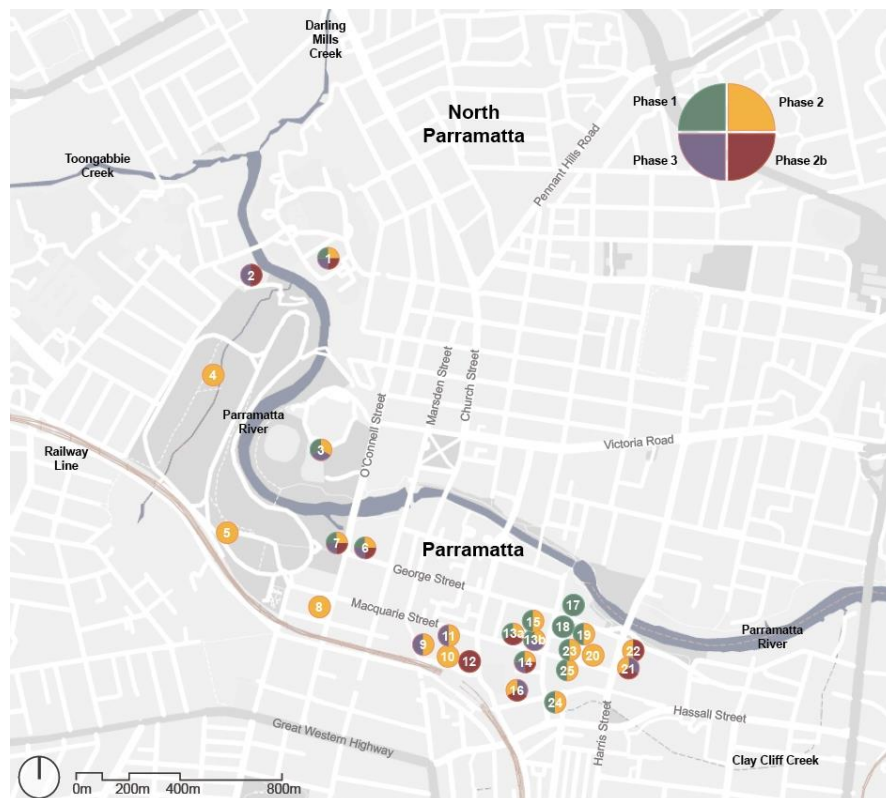 Darling
Mills
Creek
North
Parramatta
Phase 1
Phase 2
Phase 3
Phase 2b
Pennant Hills Road
Toongabbie
Creek
1
2
4
Parramatta
River
Railway
Line
3
O'Connell Street
Marsden Street
Church Street
Victoria Road
5
7
6
Parramatta
George Street
8
Macquarie Street
9
11
10
12
13a
15
13b
14
16
17
18
19
23
20
25
24
22
21
Parramatta
River
Harris Street
Hassall Street
Great Western Highway
Clay Cliff Creek
0m
200m
400m
800m